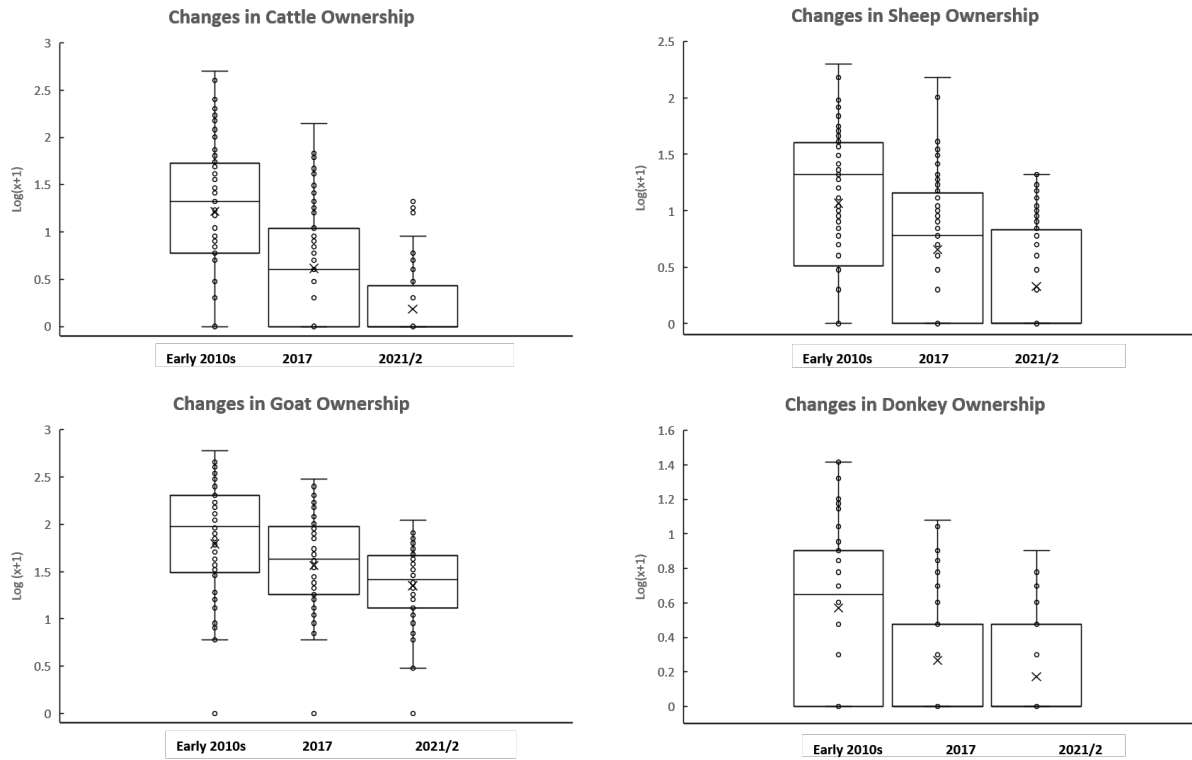 Changes in Cattle Ownership
3
2.5
2
1.5
1
0.5
0
Log(x+1)
Early 2010s 2017 2021/2
Changes in Sheep Ownership
2.5
2
1.5
1
0.5
0
Log(x+1)
Early 2010s 2017 2021/2
Changes in Goat Ownership
3
2.5
2
1.5
1
0.5
0
Log (x+1)
Early 2010s 2017 2021/2
Changes in Donkey Ownership
1.6
1.4
1.2
1
0.8
0.6
0.4
0.2
0
Log(x+1)
Early 2010s 2017 2021/2